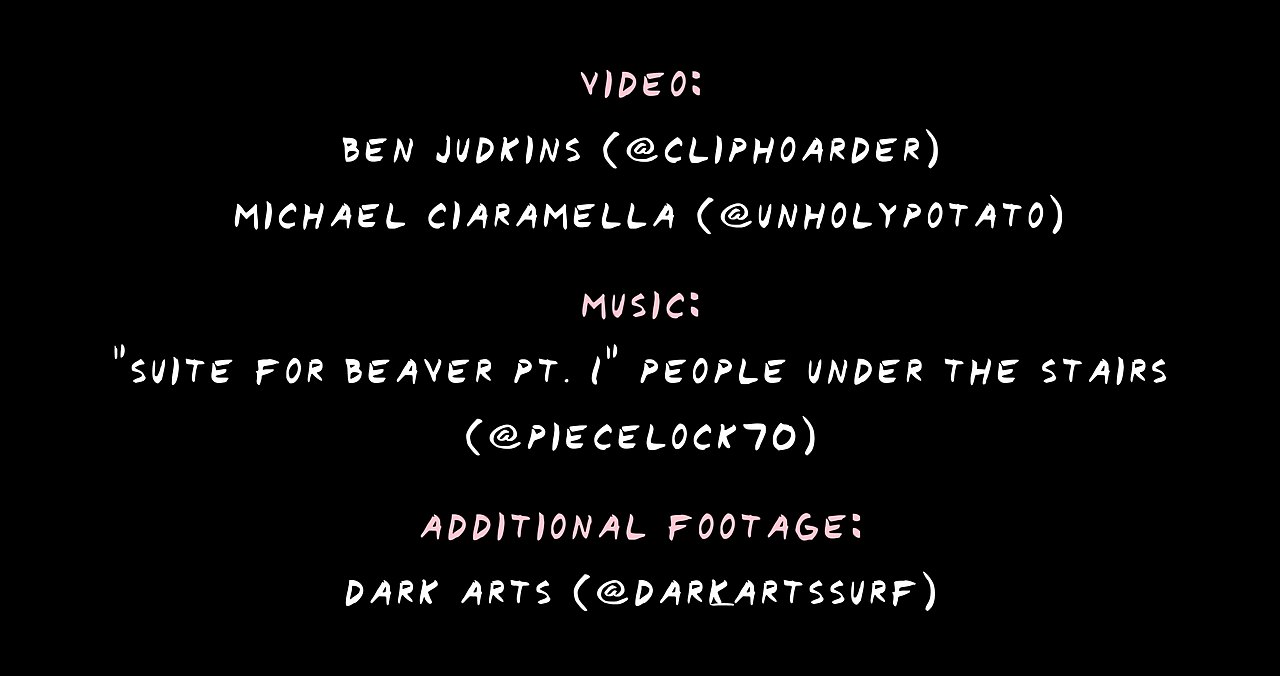 VIDEO:
BEN JUDKINS (@CLIPHOARDER)
MICHAEL CIARAMELLA (@UNHOLYPOTATO)
MUSIC:
"SUITE FOR BEAVER PT. 1" PEOPLE UNDER THE STAIRS
(@PIECELOCK70)
ADDITIONAL FOOTAGE:
DARK ARTS (@DARK_ARTSSURF)